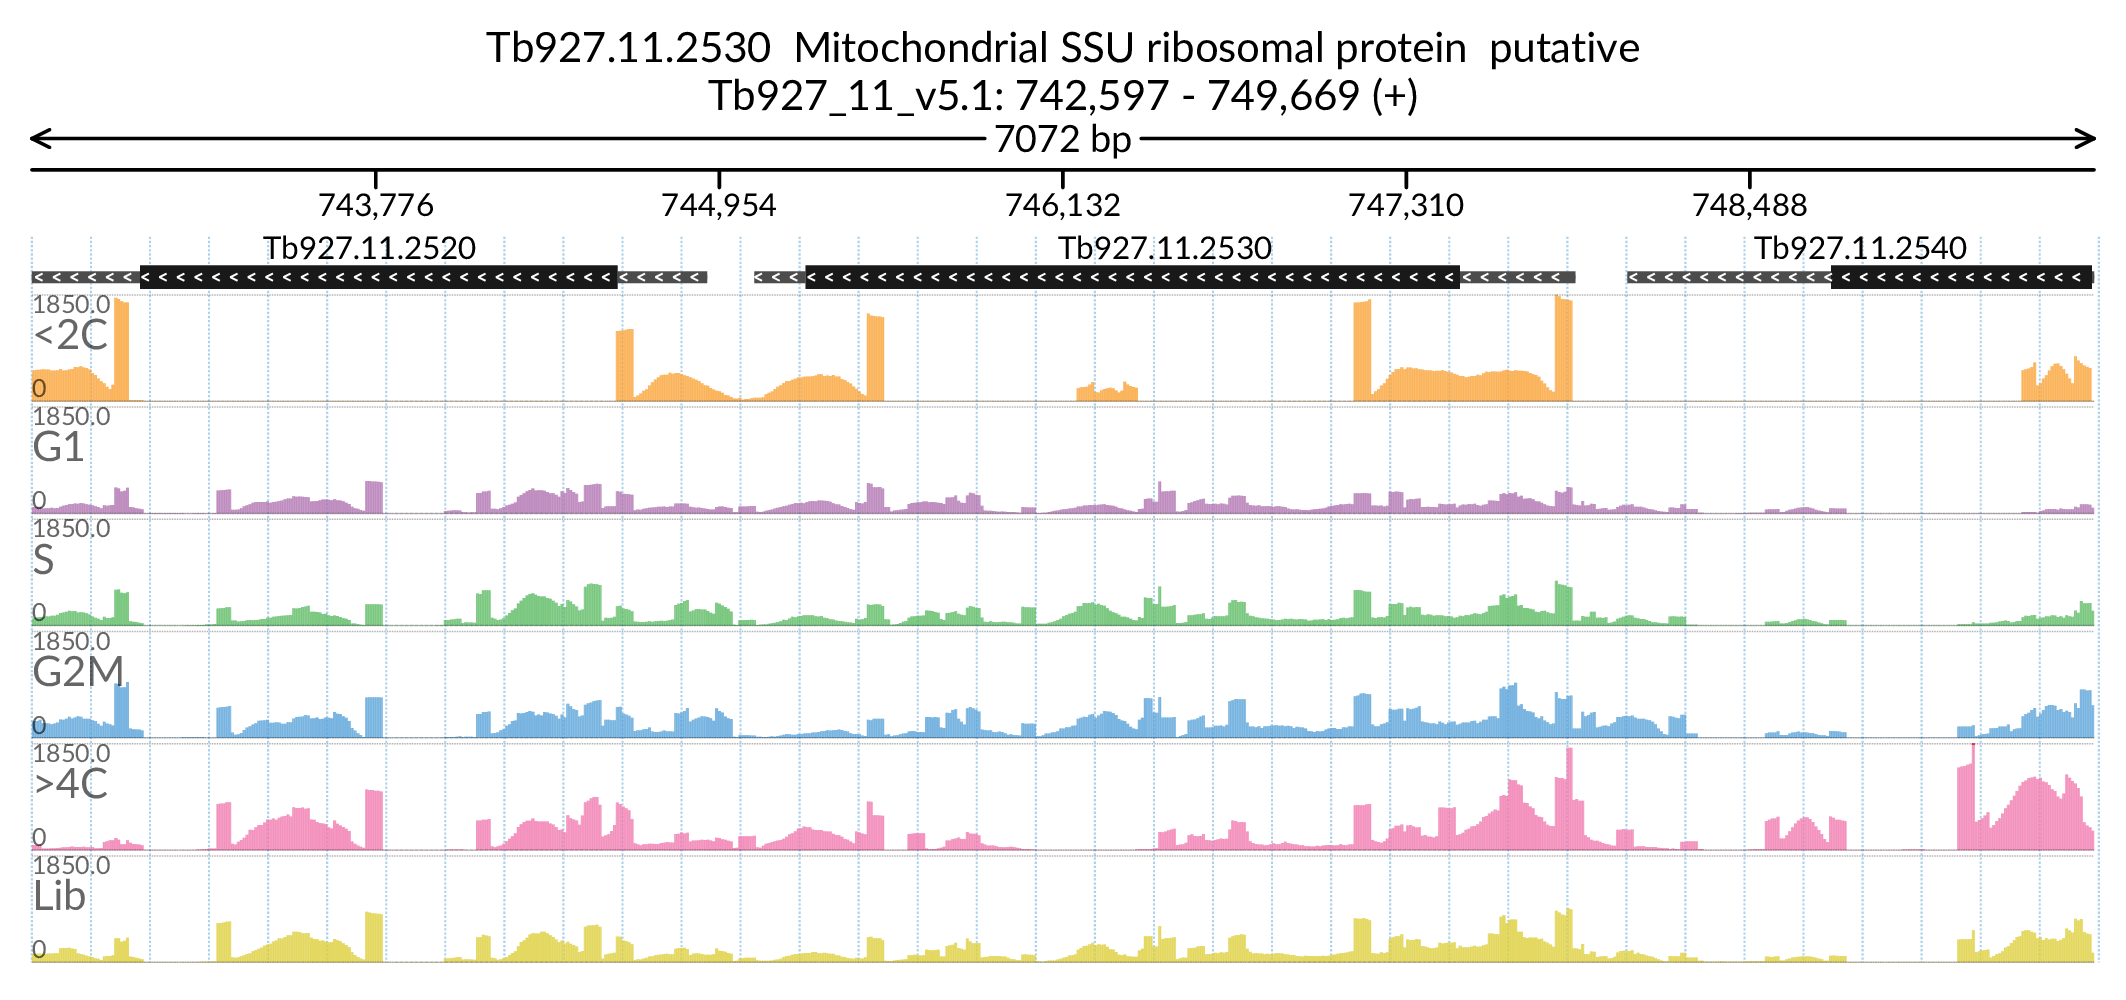 Tb927.11.2530  Mitochondrial SSU ribosomal protein  putative
Tb927_11_v5.1: 742,597 - 749,669 (+)
7072 bp
743,776 744,954 746,132 747,310 748,488
Tb927.11.2520 Tb927.11.2530 Tb927.11.2540
1850.0
<2C
0
1850.0
G1
0
1850.0
S
0
1850.0
G2M
0
1850.0
>4C
0
1850.0
Lib
0